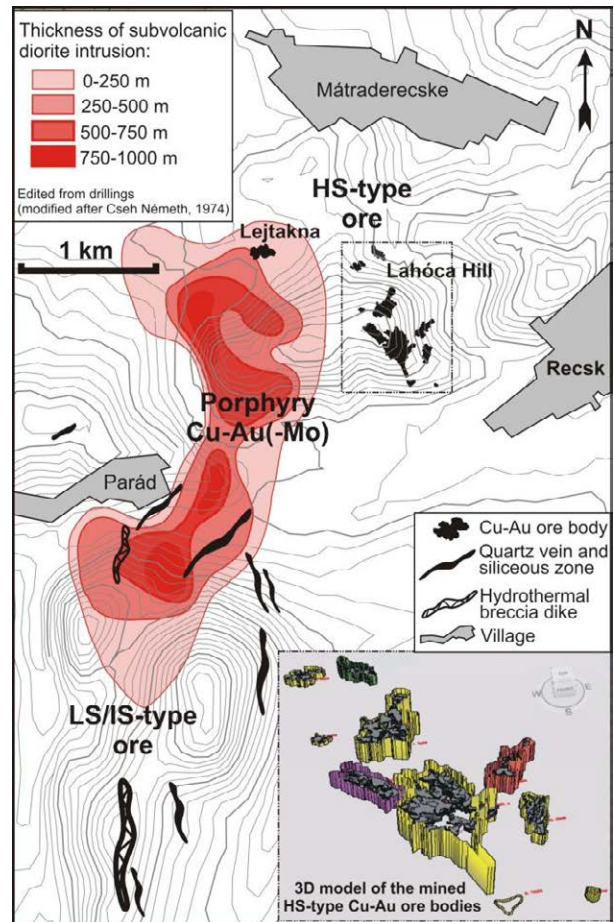 Thickness of subvolcanic
diorite intrusion:
0-250 m
250-500 m
500-750 m
750-1000 m
Edited from drillings
(modified after Cseh Németh, 1974)
1 km
N
Mátraderecske
HS-type
ore
Lejtakna
Lahóca Hill
Recsk
Porphyry
Cu-Au(-Mo)
Parád
LS/IS-type
ore
Cu-Au ore body
Quartz vein and
siliceous zone
Hydrothermal
breccia dike
Village
W
E
S
3D model of the mined
HS-type Cu-Au ore bodies